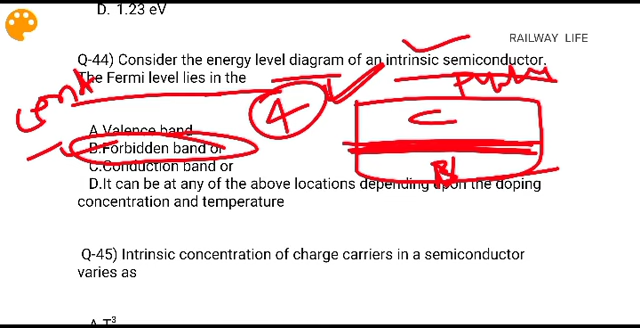 D. 1.23 eV
RAILWAY LIFE
Q-44) Consider the energy level diagram of an intrinsic semiconductor.
The Fermi level lies in the
4
C
A.Valence band
B.Forbidden band or
C.Conduction band or
D.It can be at any of the above locations depending upon the doping
concentration and temperature
Q-45) Intrinsic concentration of charge carriers in a semiconductor
varies as
A.T³